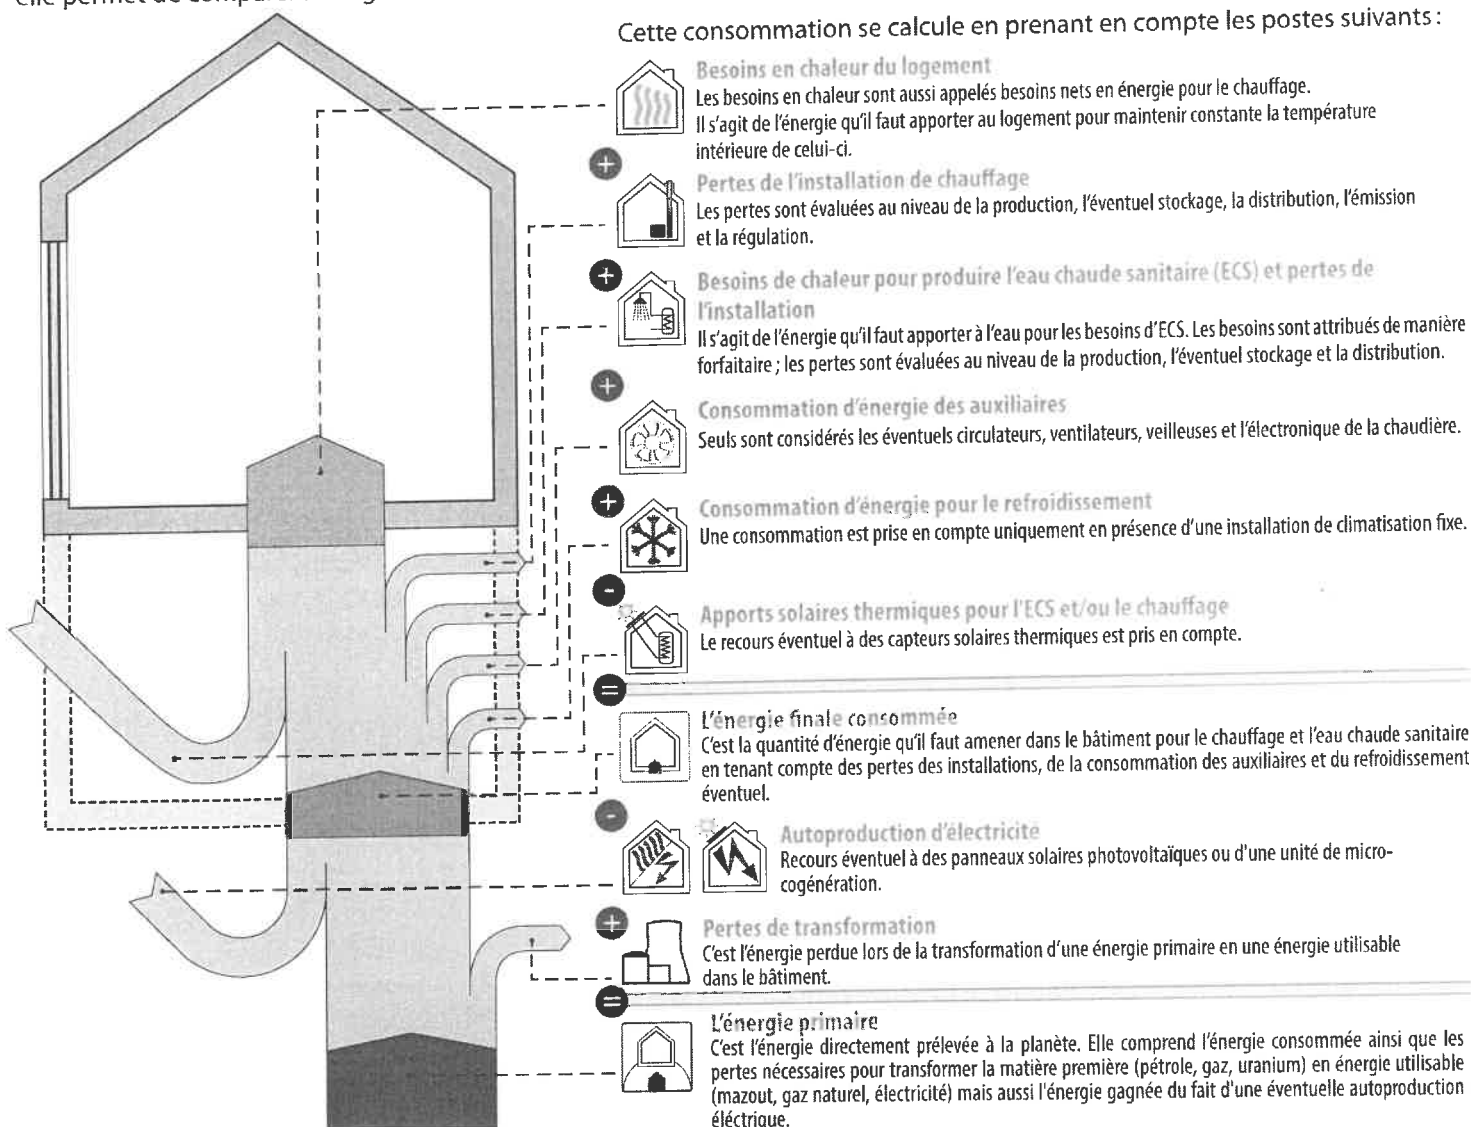 Cette consommation se calcule en prenant en compte les postes suivants :
Besoins en chaleur du logement
Les besoins en chaleur sont aussi appelés besoins nets en énergie pour le chauffage.
Il s'agit de l'énergie qu'il faut apporter au logement pour maintenir constante la température
intérieure de celui-ci.
+
Pertes de l'installation de chauffage
Les pertes sont évaluées au niveau de la production, l'éventuel stockage, la distribution, l'émission
et la régulation.
+
Besoins de chaleur pour produire l'eau chaude sanitaire (ECS) et pertes de
l'installation
Il s'agit de l'énergie qu'il faut apporter à l'eau pour les besoins d'ECS. Les besoins sont attribués de manière
forfaitaire ; les pertes sont évaluées au niveau de la production, l'éventuel stockage et la distribution.
+
Consommation d'énergie des auxiliaires
Seuls sont considérés les éventuels circulateurs, ventilateurs, veilleuses et l'électronique de la chaudière.
+
Consommation d'énergie pour le refroidissement
Une consommation est prise en compte uniquement en présence d'une installation de climatisation fixe.
-
Apports solaires thermiques pour l'ECS et/ou le chauffage
Le recours éventuel à des capteurs solaires thermiques est pris en compte.
=
L'énergie finale consommée
C'est la quantité d'énergie qu'il faut amener dans le bâtiment pour le chauffage et l'eau chaude sanitaire
en tenant compte des pertes des installations, de la consommation des auxiliaires et du refroidissement
éventuel.
-
Autoproduction d'électricité
Recours éventuel à des panneaux solaires photovoltaïques ou d'une unité de micro-
cogénération.
+
Pertes de transformation
C'est l'énergie perdue lors de la transformation d'une énergie primaire en une énergie utilisable
dans le bâtiment.
=
L'énergie primaire
C'est l'énergie directement prélevée à la planète. Elle comprend l'énergie consommée ainsi que les
pertes nécessaires pour transformer la matière première (pétrole, gaz, uranium) en énergie utilisable
(mazout, gaz naturel, électricité) mais aussi l'énergie gagnée du fait d'une éventuelle autoproduction
éléctrique.